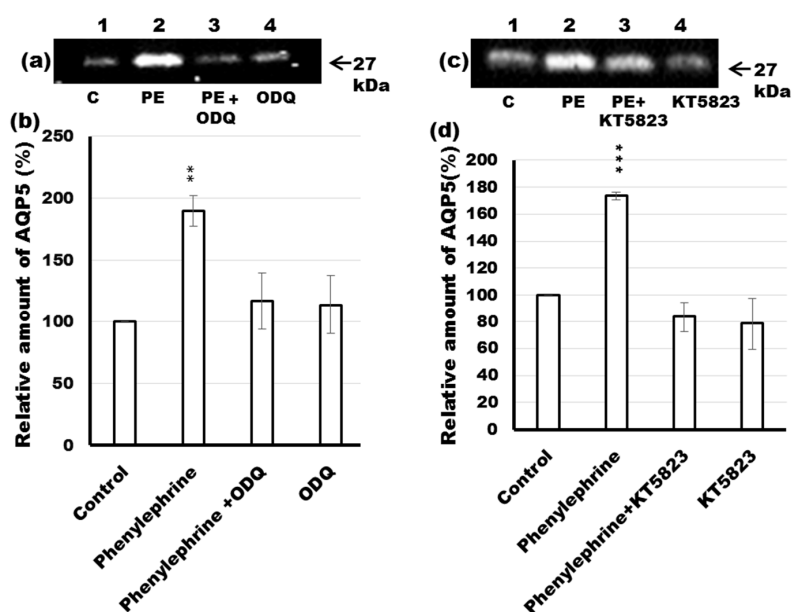 1 2 3 4
(a)
←27
kDa
C PE PE + ODQ
ODQ
(b)
Relative amount of AQP5 (%)
250
200
150
100
50
0
**
Control
Phenylephrine
Phenylephrine +ODQ
ODQ
1 2 3 4
(c)
←27
kDa
C PE PE+ KT5823
KT5823
(d)
Relative amount of AQP5(%)
200
180
160
140
120
100
80
60
40
20
0
***
Control
Phenylephrine
Phenylephrine+KT5823
KT5823